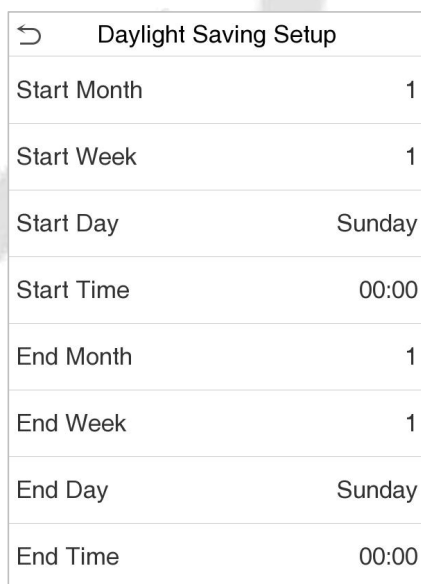 Daylight Saving Setup
Start Month 1
Start Week 1
Start Day Sunday
Start Time 00:00
End Month 1
End Week 1
End Day Sunday
End Time 00:00